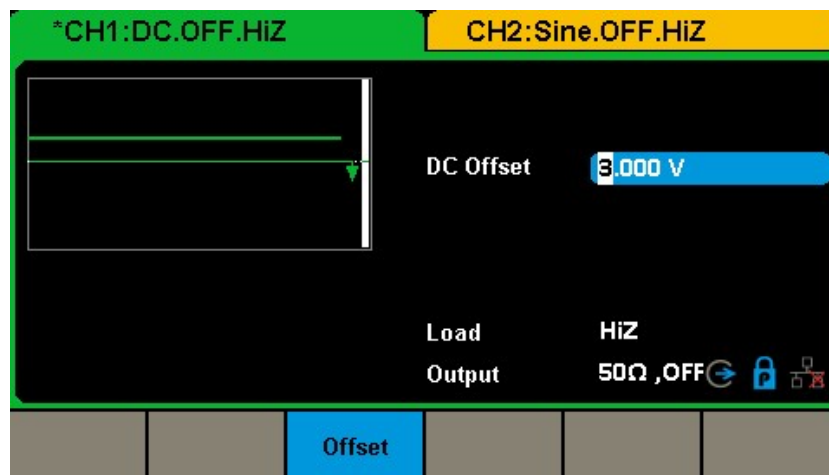 *CH1:DC.OFF.HiZ
CH2:Sine.OFF.HiZ
DC Offset 3.000 V
Load HiZ
Output 50Ω ,OFF
P
Offset